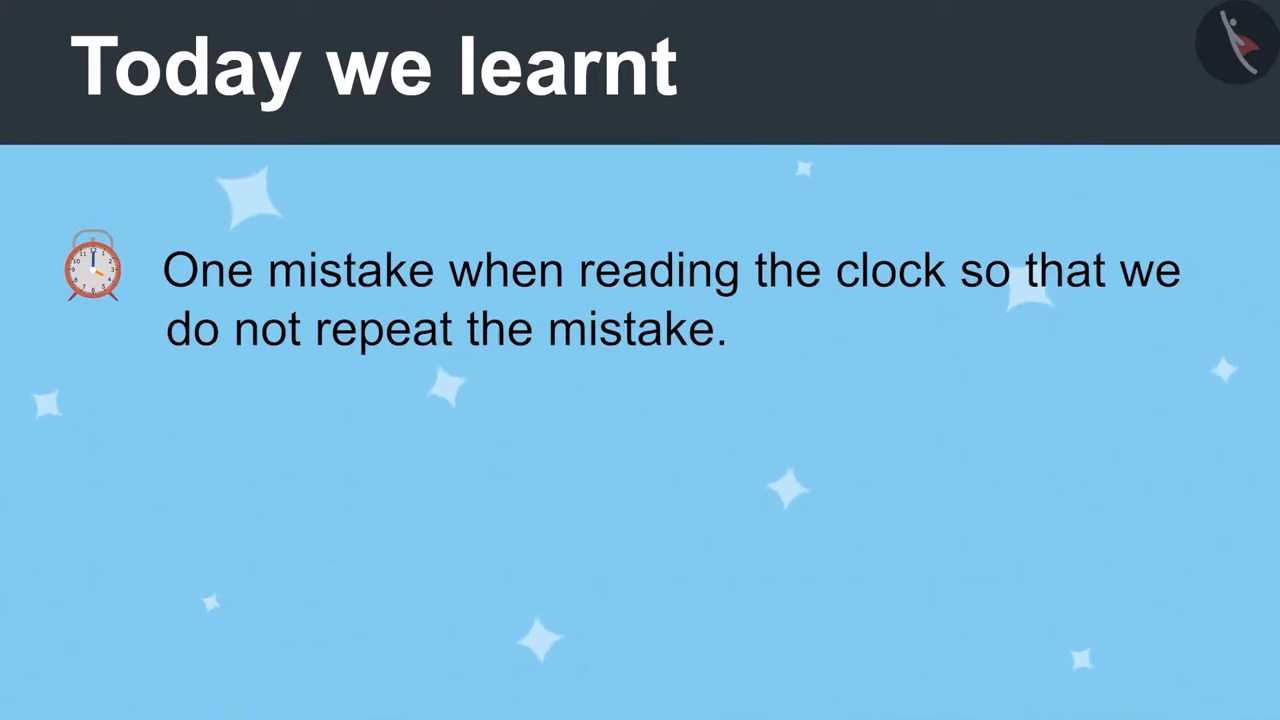 Today we learnt
One mistake when reading the clock so that we
do not repeat the mistake.